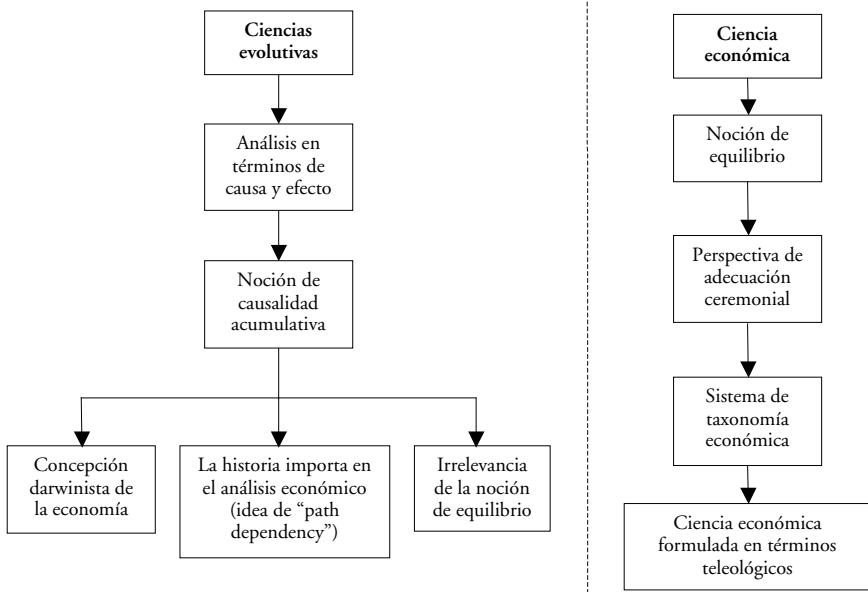 Ciencias
evolutivas
Análisis en
términos de
causa y efecto
Noción de
causalidad
acumulativa
Concepción
darwinista de
la economía
La historia importa en
el análisis económico
(idea de “path
dependency”)
Irrelevancia
de la noción
de equilibrio
Ciencia
económica
Noción de
equilibrio
Perspectiva de
adecuación
ceremonial
Sistema de
taxonomía
económica
Ciencia económica
formulada en términos
teleológicos